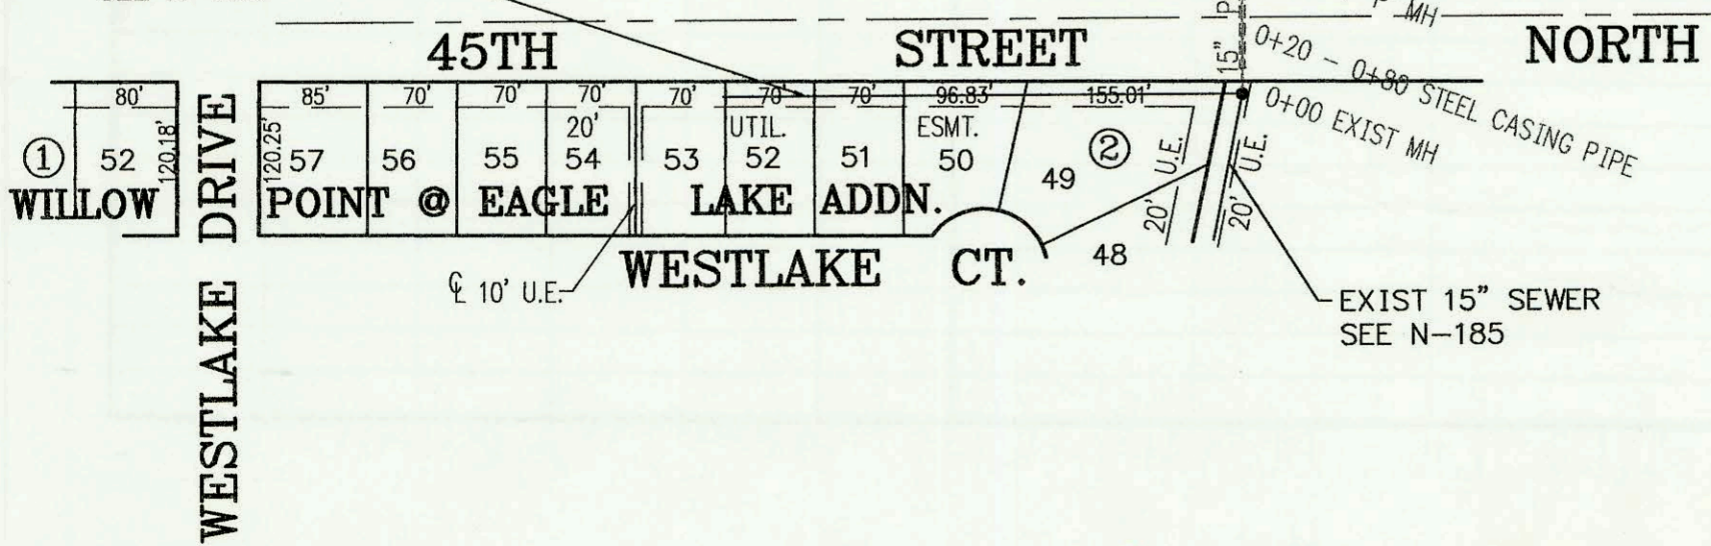 MH
0+20 - 0+80 STEEL CASING PIPE
0+00 EXIST MH
15"
45TH STREET NORTH
80' 85' 70' 70' 70' 70' 70' 70' 96.83' 155.01'
20' UTIL. ESMT.
120.18' 120.25'
① 52 57 56 55 54 53 52 51 50 49 ②
WILLOW POINT @ EAGLE LAKE ADDN.
20' U.E.
20' U.E.
48
WESTLAKE DRIVE
WESTLAKE CT.
℄ 10' U.E.
EXIST 15" SEWER
SEE N-185